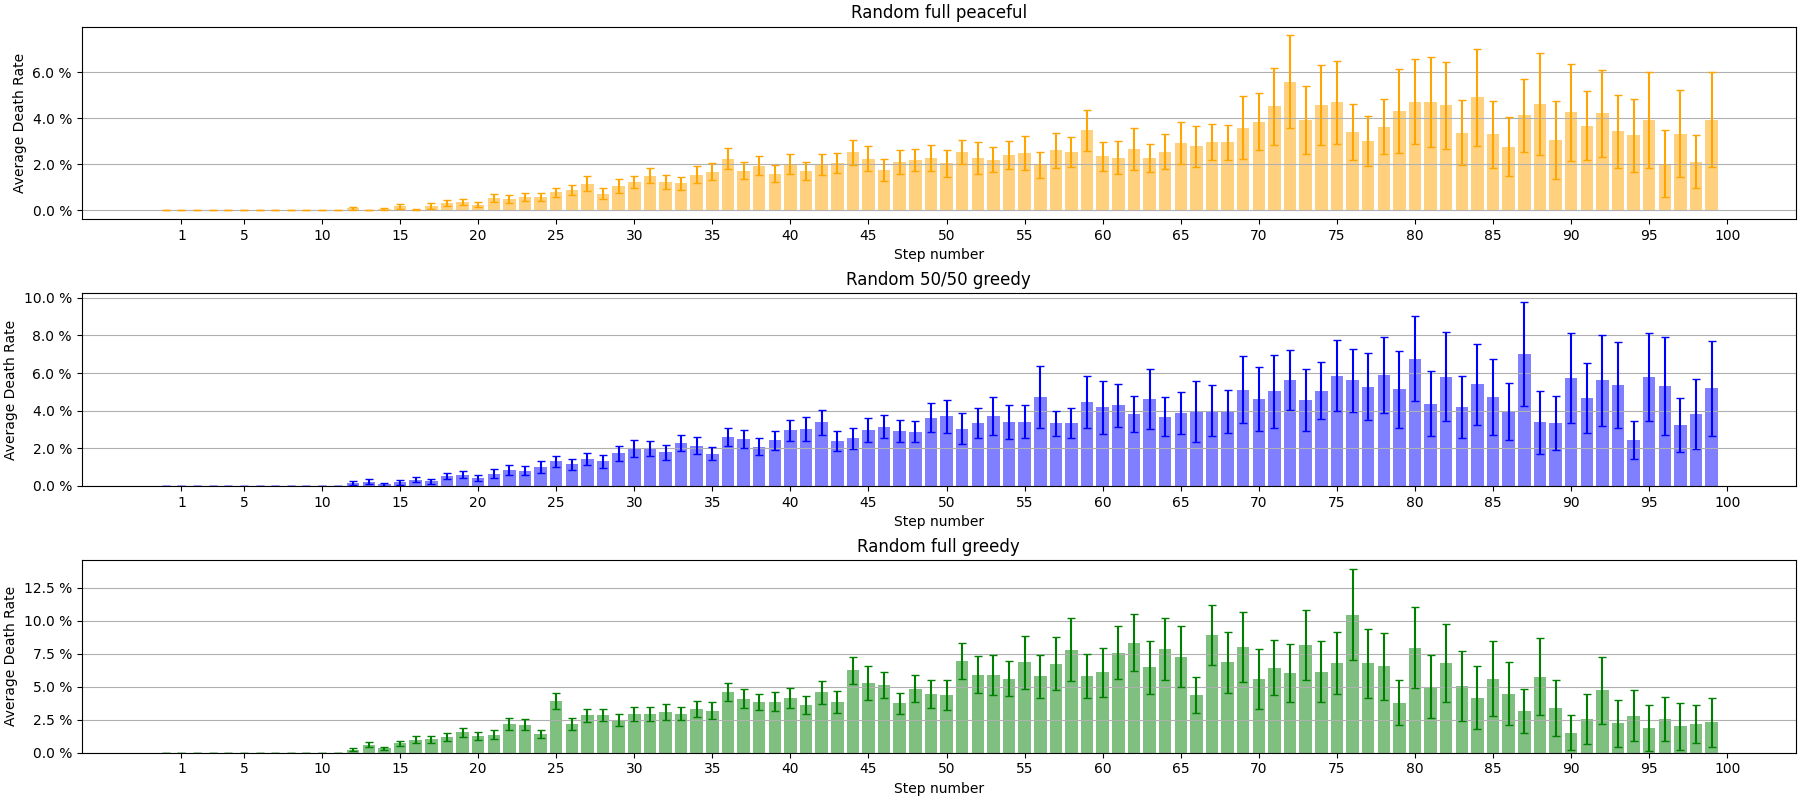 Random full peaceful
Average Death Rate
6.0 %
4.0 %
2.0 %
0.0 %
1 5 10 15 20 25 30 35 40 45 50 55 60 65 70 75 80 85 90 95 100
Step number
Random 50/50 greedy
Average Death Rate
10.0 %
8.0 %
6.0 %
4.0 %
2.0 %
0.0 %
1 5 10 15 20 25 30 35 40 45 50 55 60 65 70 75 80 85 90 95 100
Step number
Random full greedy
Average Death Rate
12.5 %
10.0 %
7.5 %
5.0 %
2.5 %
0.0 %
1 5 10 15 20 25 30 35 40 45 50 55 60 65 70 75 80 85 90 95 100
Step number